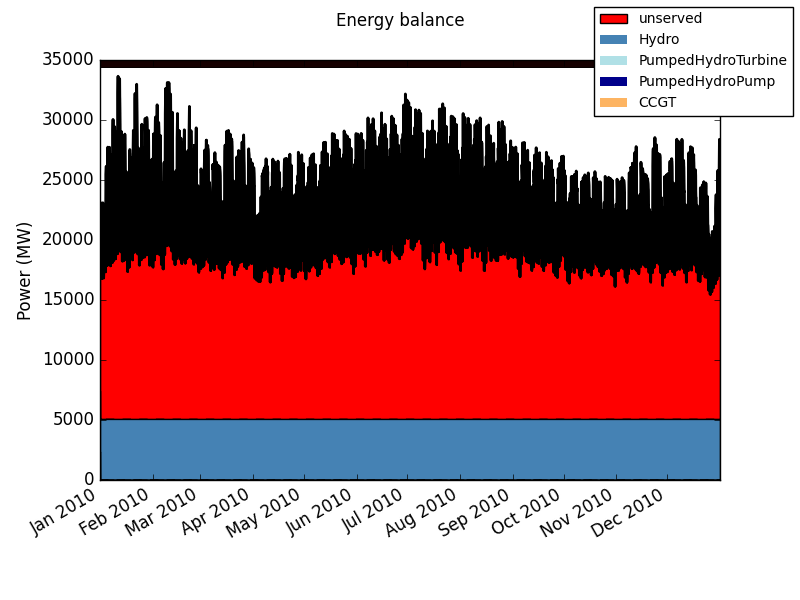 Energy balance
unserved
Hydro
PumpedHydroTurbine
PumpedHydroPump
CCGT
Power (MW)
35000
30000
25000
20000
15000
10000
5000
0
Jan 2010
Feb 2010
Mar 2010
Apr 2010
May 2010
Jun 2010
Jul 2010
Aug 2010
Sep 2010
Oct 2010
Nov 2010
Dec 2010